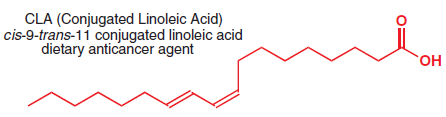 CLA (Conjugated Linoleic Acid)
cis-9-trans-11 conjugated linoleic acid
dietary anticancer agent
O
OH